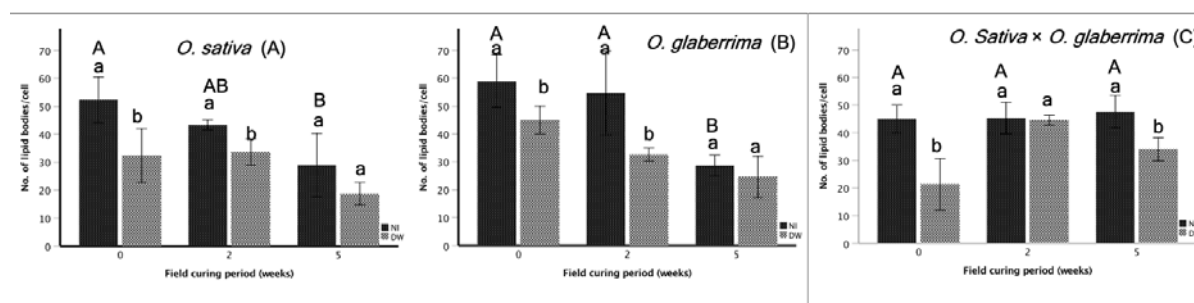 O. sativa (A)
No. of lipid bodies/cell
70
60
50
40
30
20
10
0
A
a
b
AB
a
b
B
a
a
NI
DW
0
2
5
Field curing period (weeks)
O. glaberrima (B)
No. of lipid bodies/cell
70
60
50
40
30
20
10
0
A
a
b
A
a
b
B
a
a
NI
DW
0
2
5
Field curing period (weeks)
O. Sativa × O. glaberrima (C)
No. of lipid bodies/cell
70
60
50
40
30
20
10
0
A
a
b
A
a
a
A
a
b
0
2
5
Field curing period (weeks)